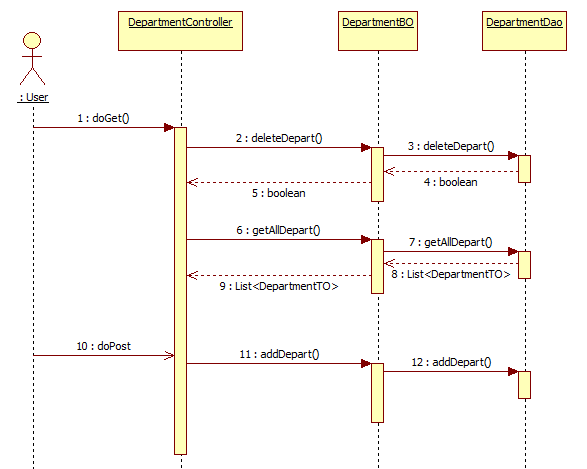 DepartmentController
DepartmentBO
DepartmentDao
: User
1 : doGet()
2 : deleteDepart()
3 : deleteDepart()
4 : boolean
5 : boolean
6 : getAllDepart()
7 : getAllDepart()
8 : List<DepartmentTO>
9 : List<DepartmentTO>
10 : doPost
11 : addDepart()
12 : addDepart()